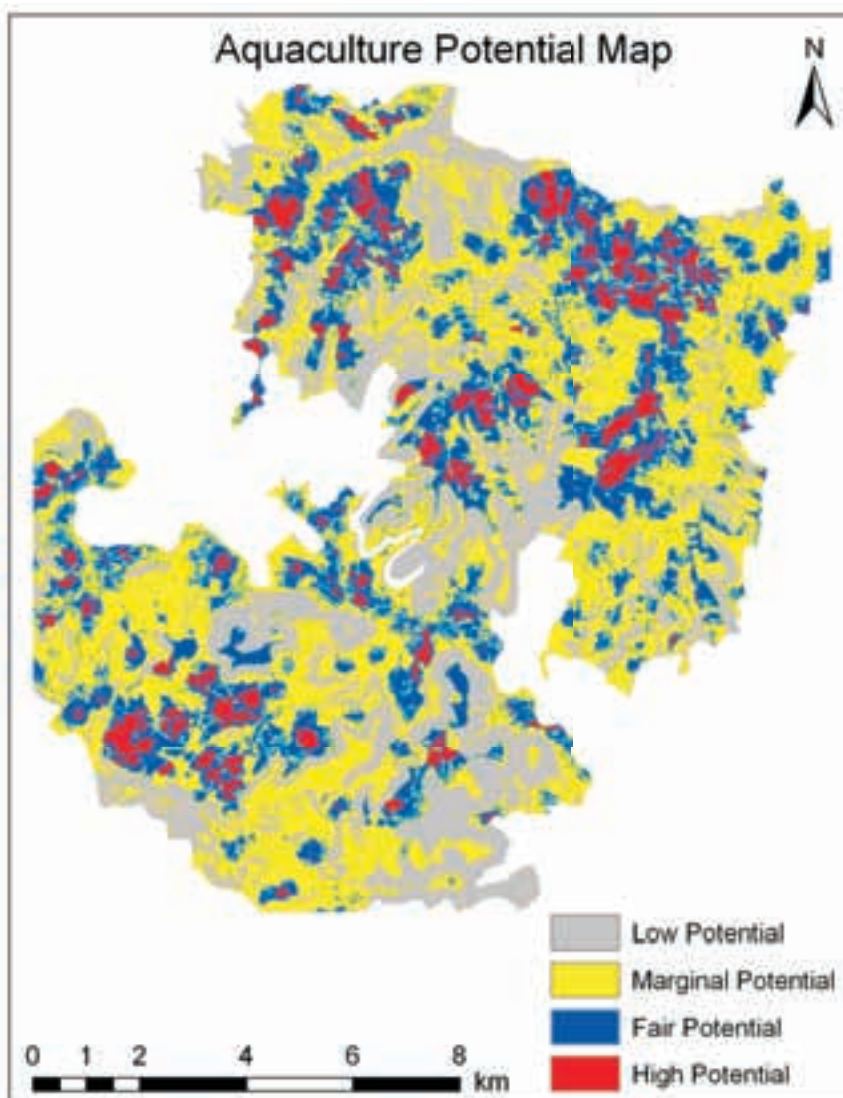 Aquaculture Potential Map
N
Low Potential
Marginal Potential
Fair Potential
High Potential
0 1 2 4 6 8
km